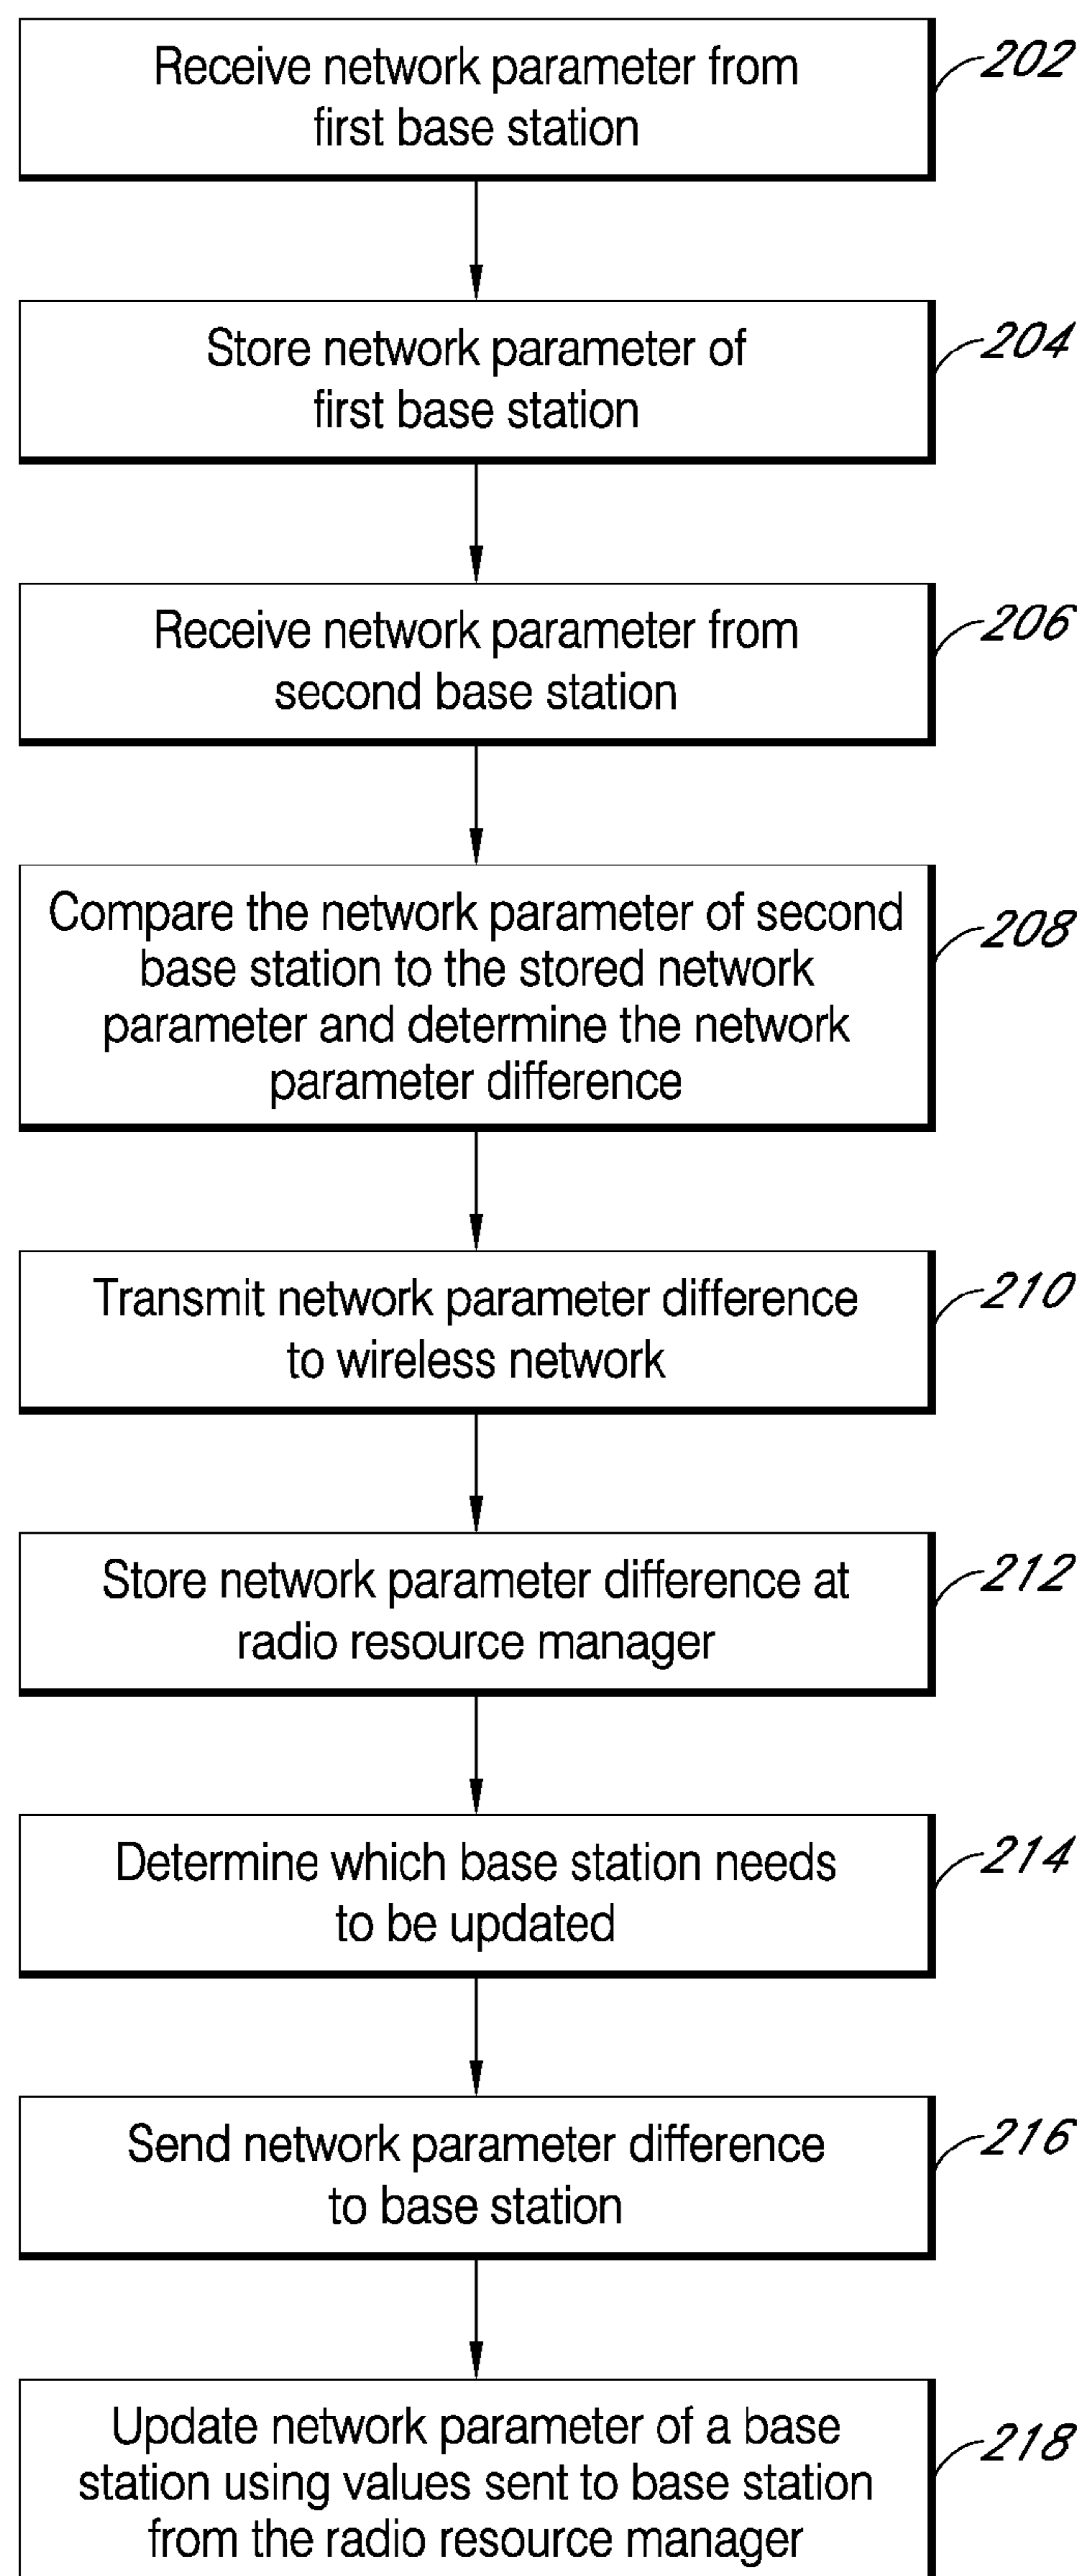 Receive network parameter from
first base station
202
Store network parameter of
first base station
204
Receive network parameter from
second base station
206
Compare the network parameter of second
base station to the stored network
parameter and determine the network
parameter difference
208
Transmit network parameter difference
to wireless network
210
Store network parameter difference at
radio resource manager
212
Determine which base station needs
to be updated
214
Send network parameter difference
to base station
216
Update network parameter of a base
station using values sent to base station
from the radio resource manager
218